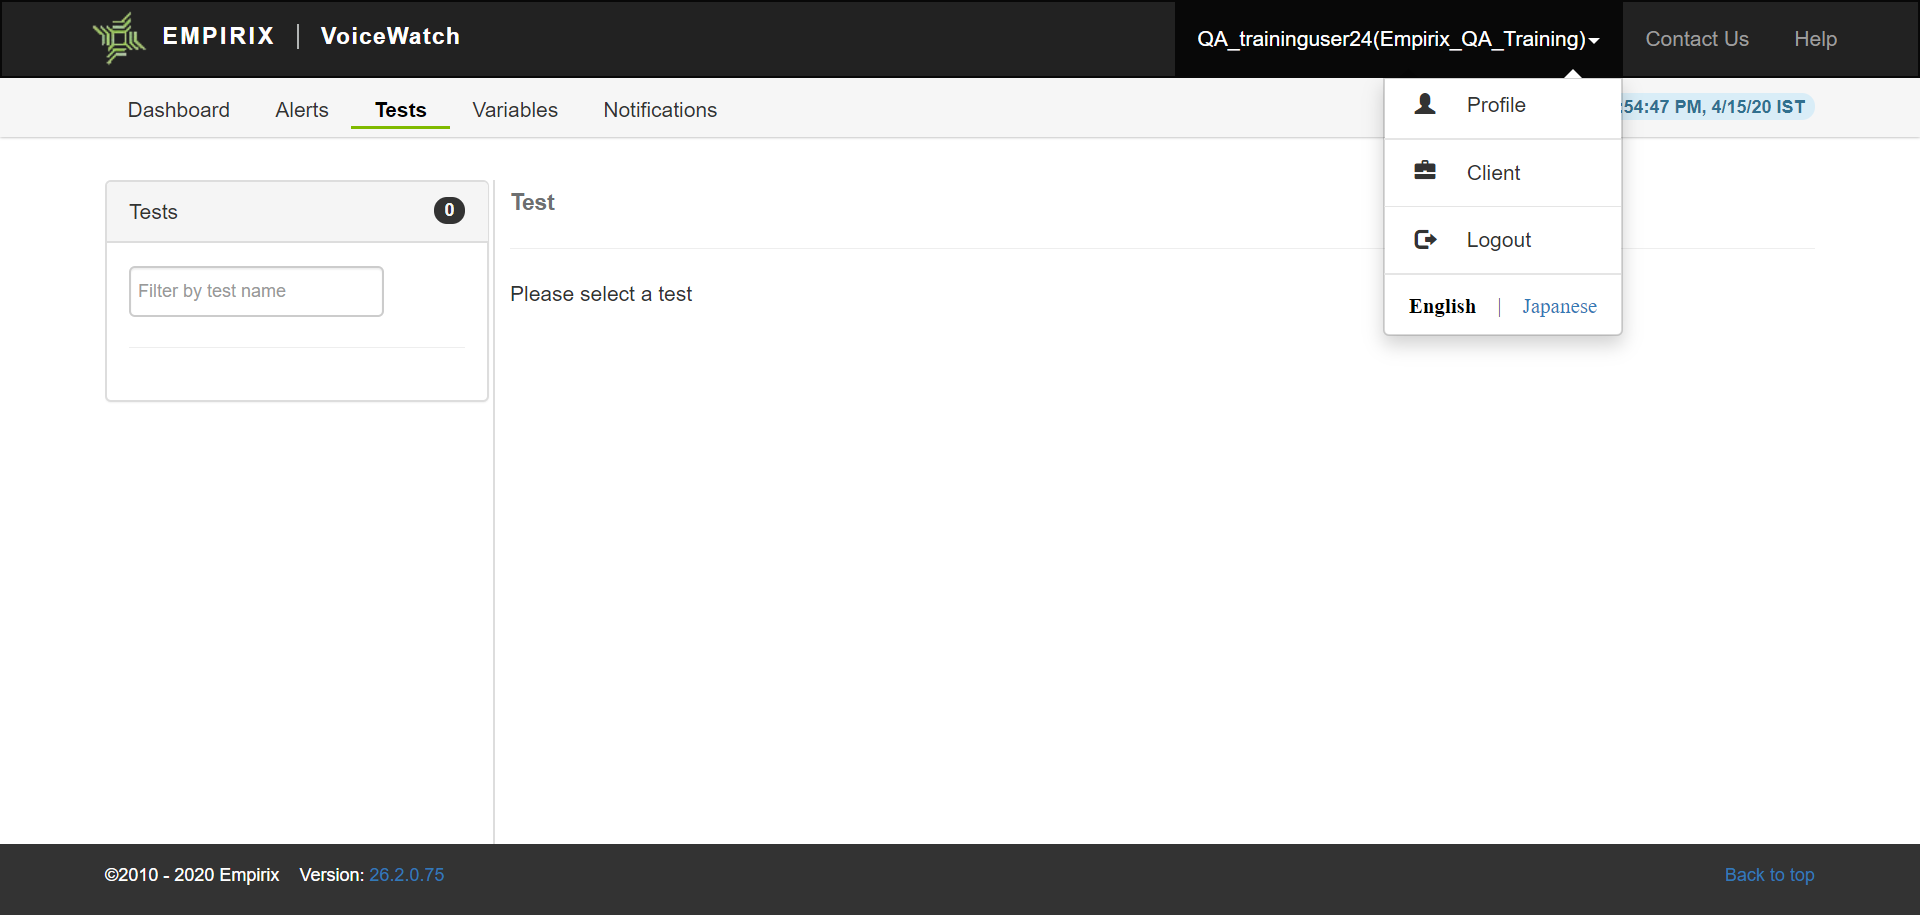 EMPIRIX | VoiceWatch
QA_traininguser24(Empirix_QA_Training)
Contact Us
Help
Dashboard
Alerts
Tests
Variables
Notifications
:54:47 PM, 4/15/20 IST
Profile
Client
Logout
English | Japanese
Tests
0
Filter by test name
Test
Please select a test
©2010 - 2020 Empirix Version: 26.2.0.75
Back to top